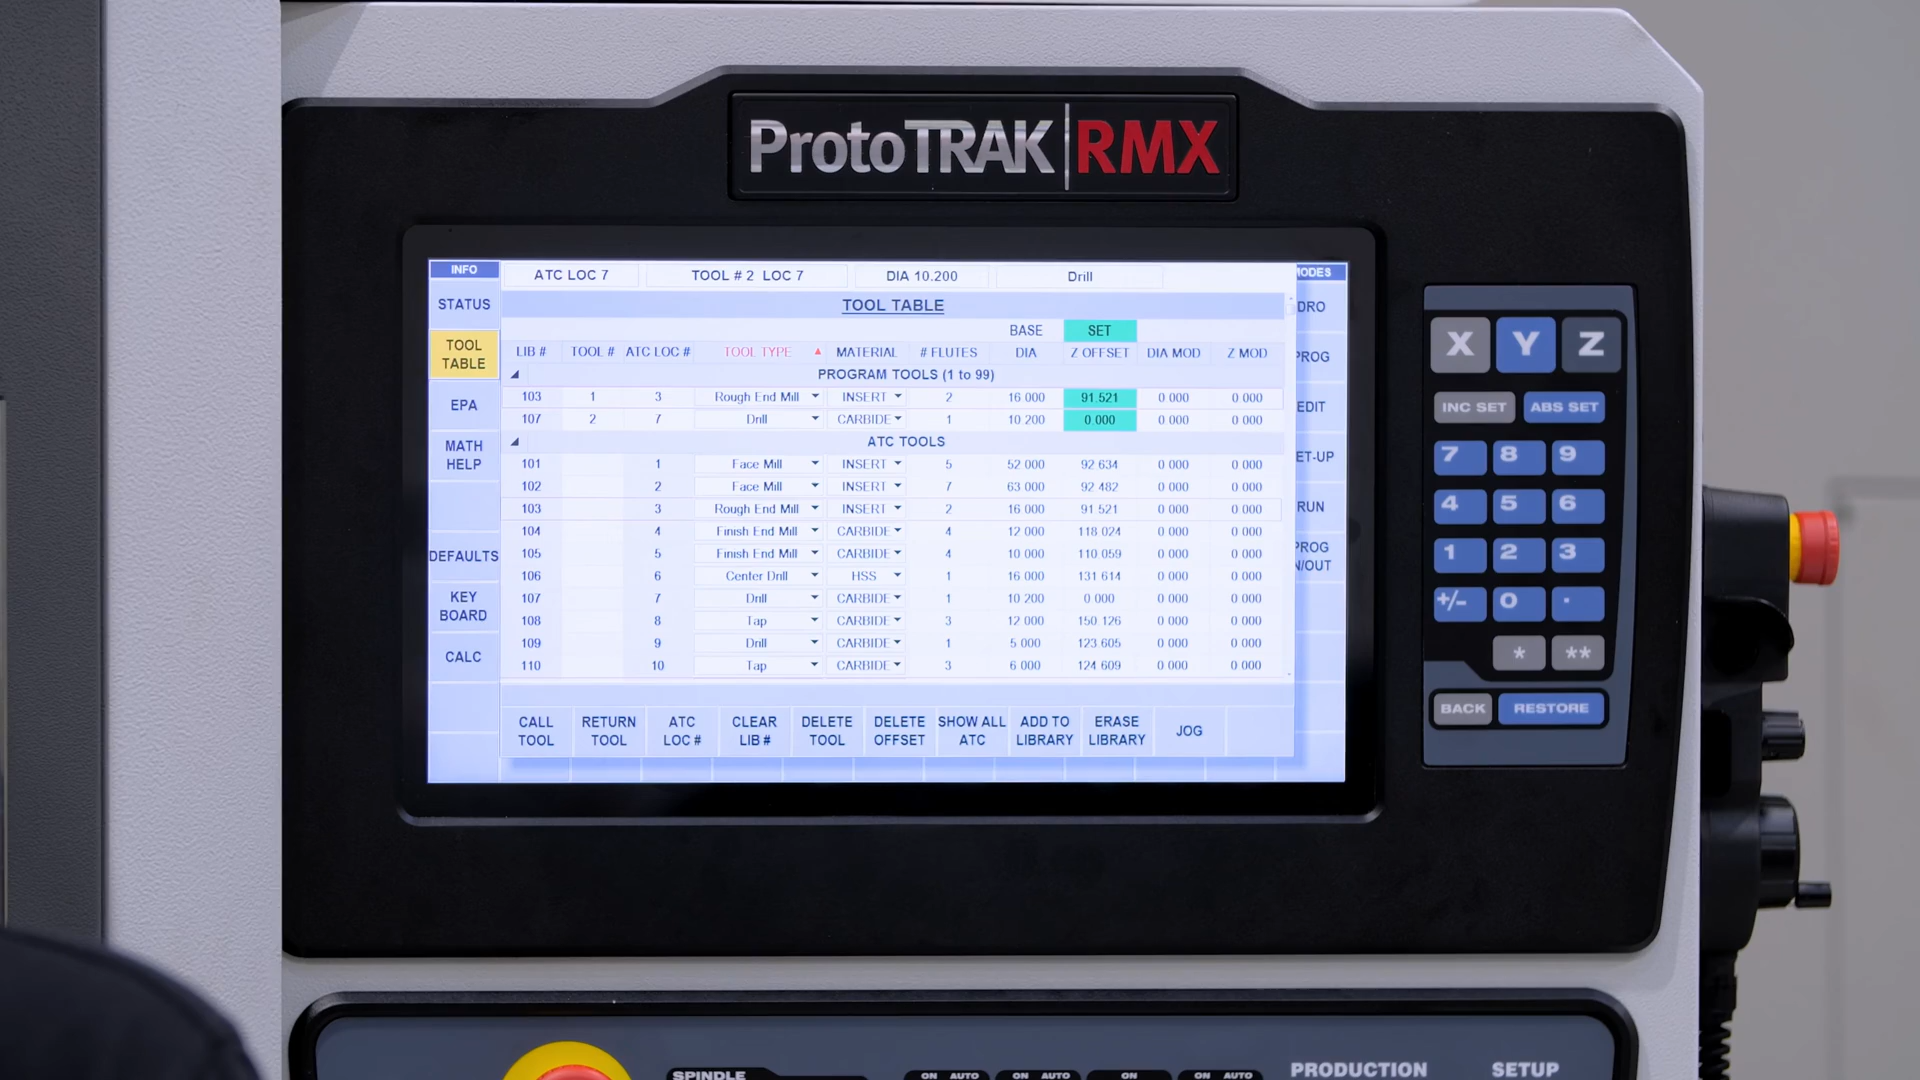 ProtoTRAK RMX
INFO ATC LOC 7 TOOL # 2 LOC 7 DIA 10.200 Drill MODES
STATUS TOOL TABLE DRO
BASE SET
TOOL TABLE LIB # TOOL # ATC LOC # TOOL TYPE MATERIAL # FLUTES DIA Z OFFSET DIA MOD Z MOD PROG
PROGRAM TOOLS (1 to 99)
103 1 3 Rough End Mill INSERT 2 16.000 91.521 0 000 0 000
EPA 107 2 7 Drill CARBIDE 1 10 200 0.000 0 000 0 000 EDIT
ATC TOOLS
MATH HELP 101 1 Face Mill INSERT 5 52 000 92 634 0 000 0 000 ET-UP
102 2 Face Mill INSERT 7 63 000 92 482 0 000 0 000
103 3 Rough End Mill INSERT 2 16 000 91 521 0 000 0 000 RUN
104 4 Finish End Mill CARBIDE 4 12 000 118 024 0 000 0 000
DEFAULTS 105 5 Finish End Mill CARBIDE 4 10 000 110 059 0 000 0 000 PROG
106 6 Center Drill HSS 1 16 000 131 614 0 000 0 000 N/OUT
KEY BOARD 107 7 Drill CARBIDE 1 10 200 0 000 0 000 0 000
108 8 Tap CARBIDE 3 12 000 150 126 0 000 0 000
CALC 109 9 Drill CARBIDE 1 5 000 123 605 0 000 0 000
110 10 Tap CARBIDE 3 6 000 124 609 0 000 0 000
CALL TOOL RETURN TOOL ATC LOC # CLEAR LIB # DELETE TOOL DELETE OFFSET SHOW ALL ATC ADD TO LIBRARY ERASE LIBRARY JOG
X Y Z
INC SET ABS SET
7 8 9
4 5 6
1 2 3
+/- 0 .
* **
BACK RESTORE
SPINDLE ON AUTO ON AUTO ON ON AUTO PRODUCTION SETUP